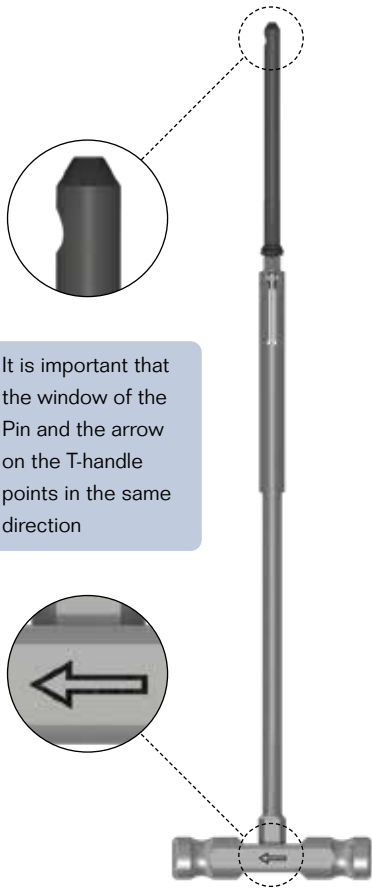 It is important that
the window of the
Pin and the arrow
on the T-handle
points in the same
direction